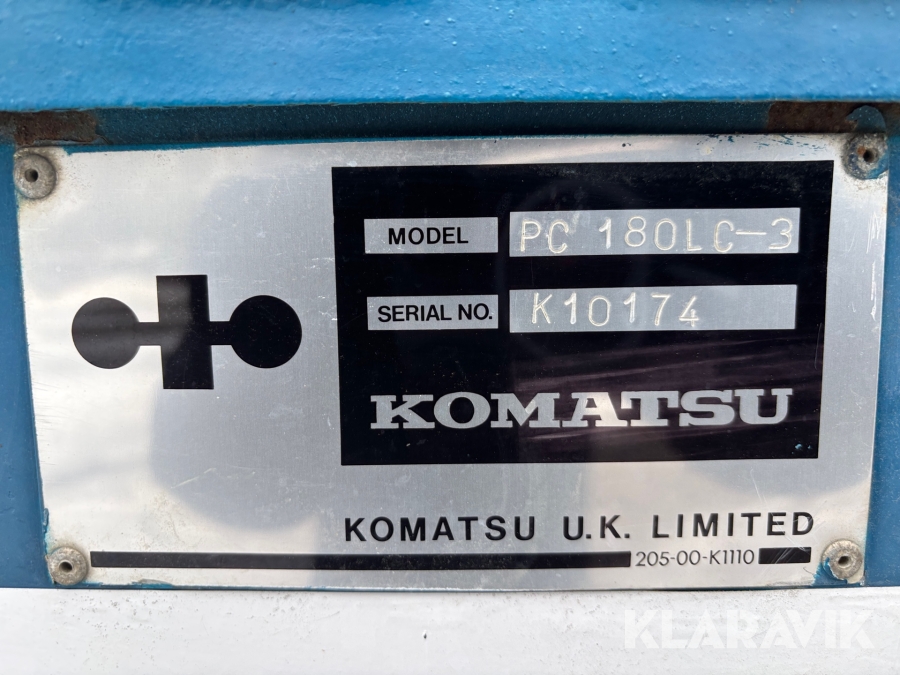 MODEL PC 180LC-3
SERIAL NO. K10174
KOMATSU
KOMATSU U.K. LIMITED
205-00-K1110
KLARAVIK